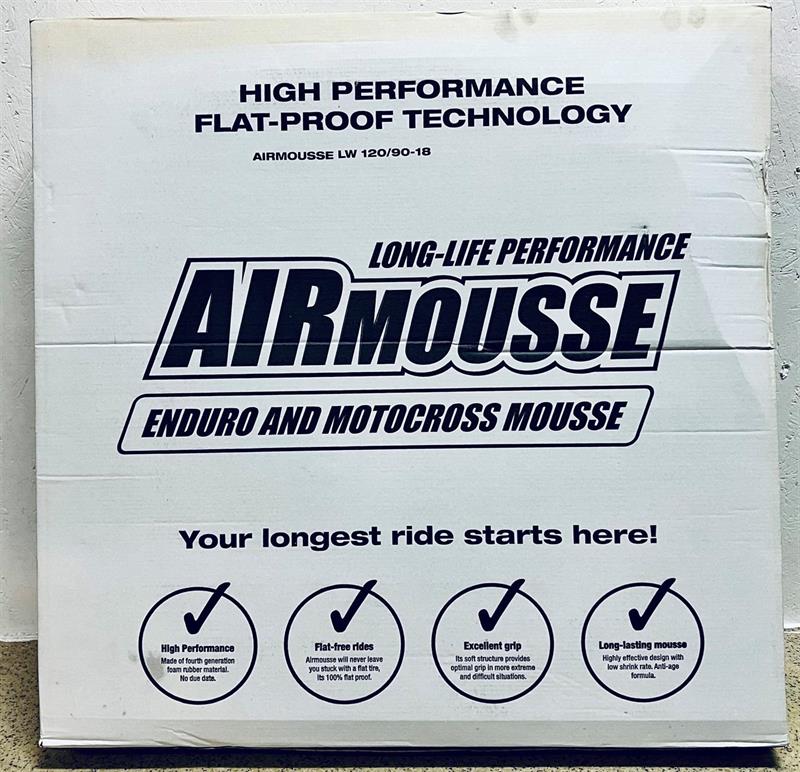 HIGH PERFORMANCE
FLAT-PROOF TECHNOLOGY
AIRMOUSSE LW 120/90-18
LONG-LIFE PERFORMANCE
AIRMOUSSE
ENDURO AND MOTOCROSS MOUSSE
Your longest ride starts here!
High Performance
Made of fourth generation
foam rubber material.
No due date.
Flat-free rides
Airmousse will never leave
you stuck with a flat tire,
its 100% flat proof.
Excellent grip
Its soft structure provides
optimal grip in more extreme
and difficult situations.
Long-lasting mousse
Highly effective design with
low shrink rate. Anti-age
formula.